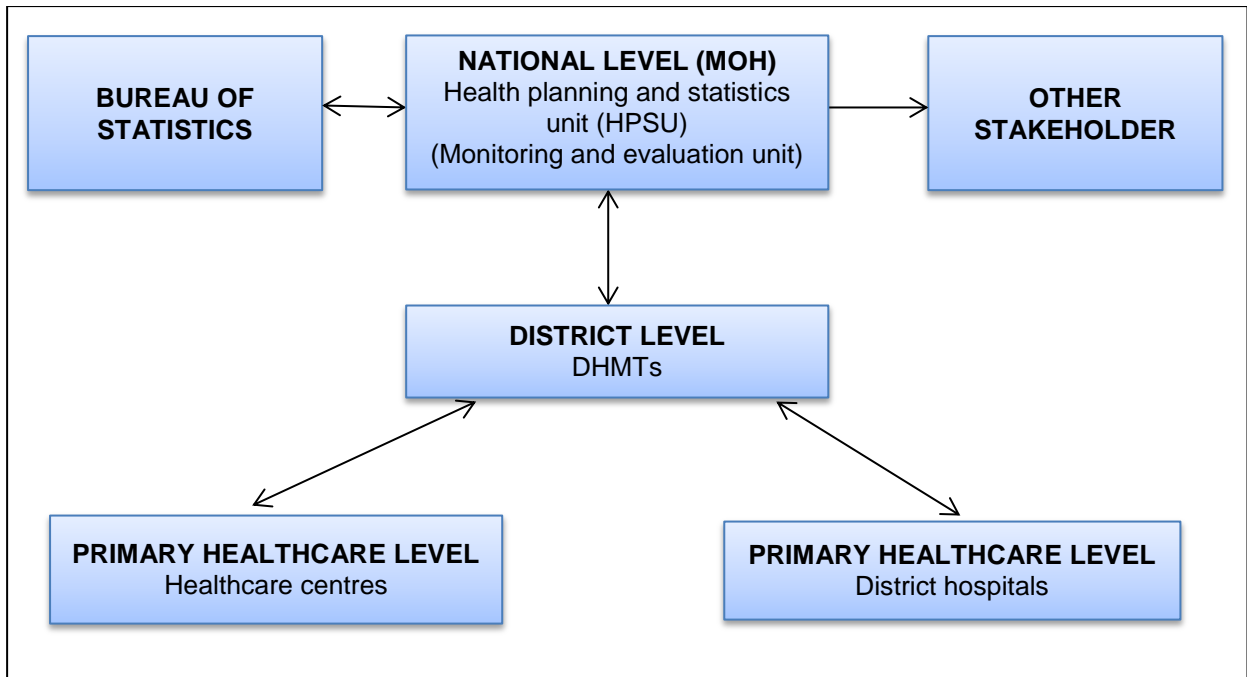 BUREAU OF
STATISTICS
NATIONAL LEVEL (MOH)
Health planning and statistics
unit (HPSU)
(Monitoring and evaluation unit)
OTHER
STAKEHOLDER
DISTRICT LEVEL
DHMTs
PRIMARY HEALTHCARE LEVEL
Healthcare centres
PRIMARY HEALTHCARE LEVEL
District hospitals